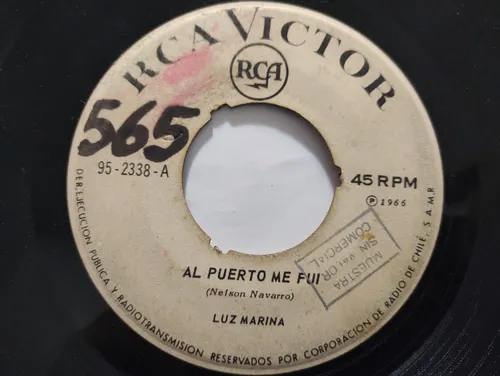 RCA VICTOR
RCA
565
95-2338-A
45 RPM
Ⓟ 1966
AL PUERTO ME FUI
(Nelson Navarro)
LUZ MARINA
MUESTRA
SIN VALOR
COMERCIAL
DER. EJECUCION PUBLICA Y RADIOTRANSMISION RESERVADOS POR CORPORACION DE RADIO DE CHILE, S A M R